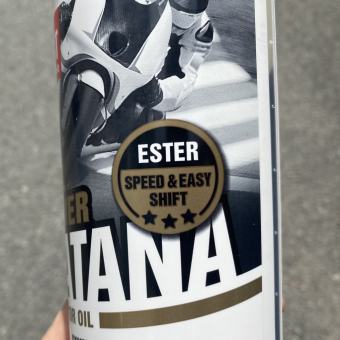 ESTER
SPEED & EASY
SHIFT
ER
TANA
R OIL